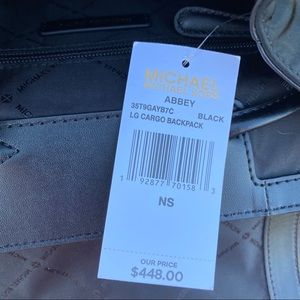 MICHAEL
MICHAEL KORS
ABBEY
35T9GAYB7C BLACK
LG CARGO BACKPACK
1 92877 70158 3
NS
OUR PRICE
$448.00